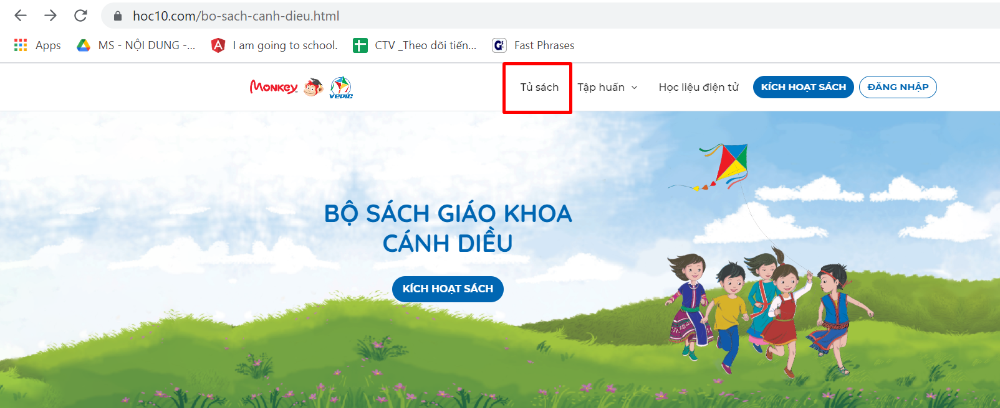 hoc10.com/bo-sach-canh-dieu.html
Apps MS - NỘI DUNG -... I am going to school. CTV _Theo dõi tiến... G Fast Phrases
Monkey VEPIC Tủ sách Tập huấn Học liệu điện tử KÍCH HOẠT SÁCH ĐĂNG NHẬP
BỘ SÁCH GIÁO KHOA
CÁNH DIỀU
KÍCH HOẠT SÁCH